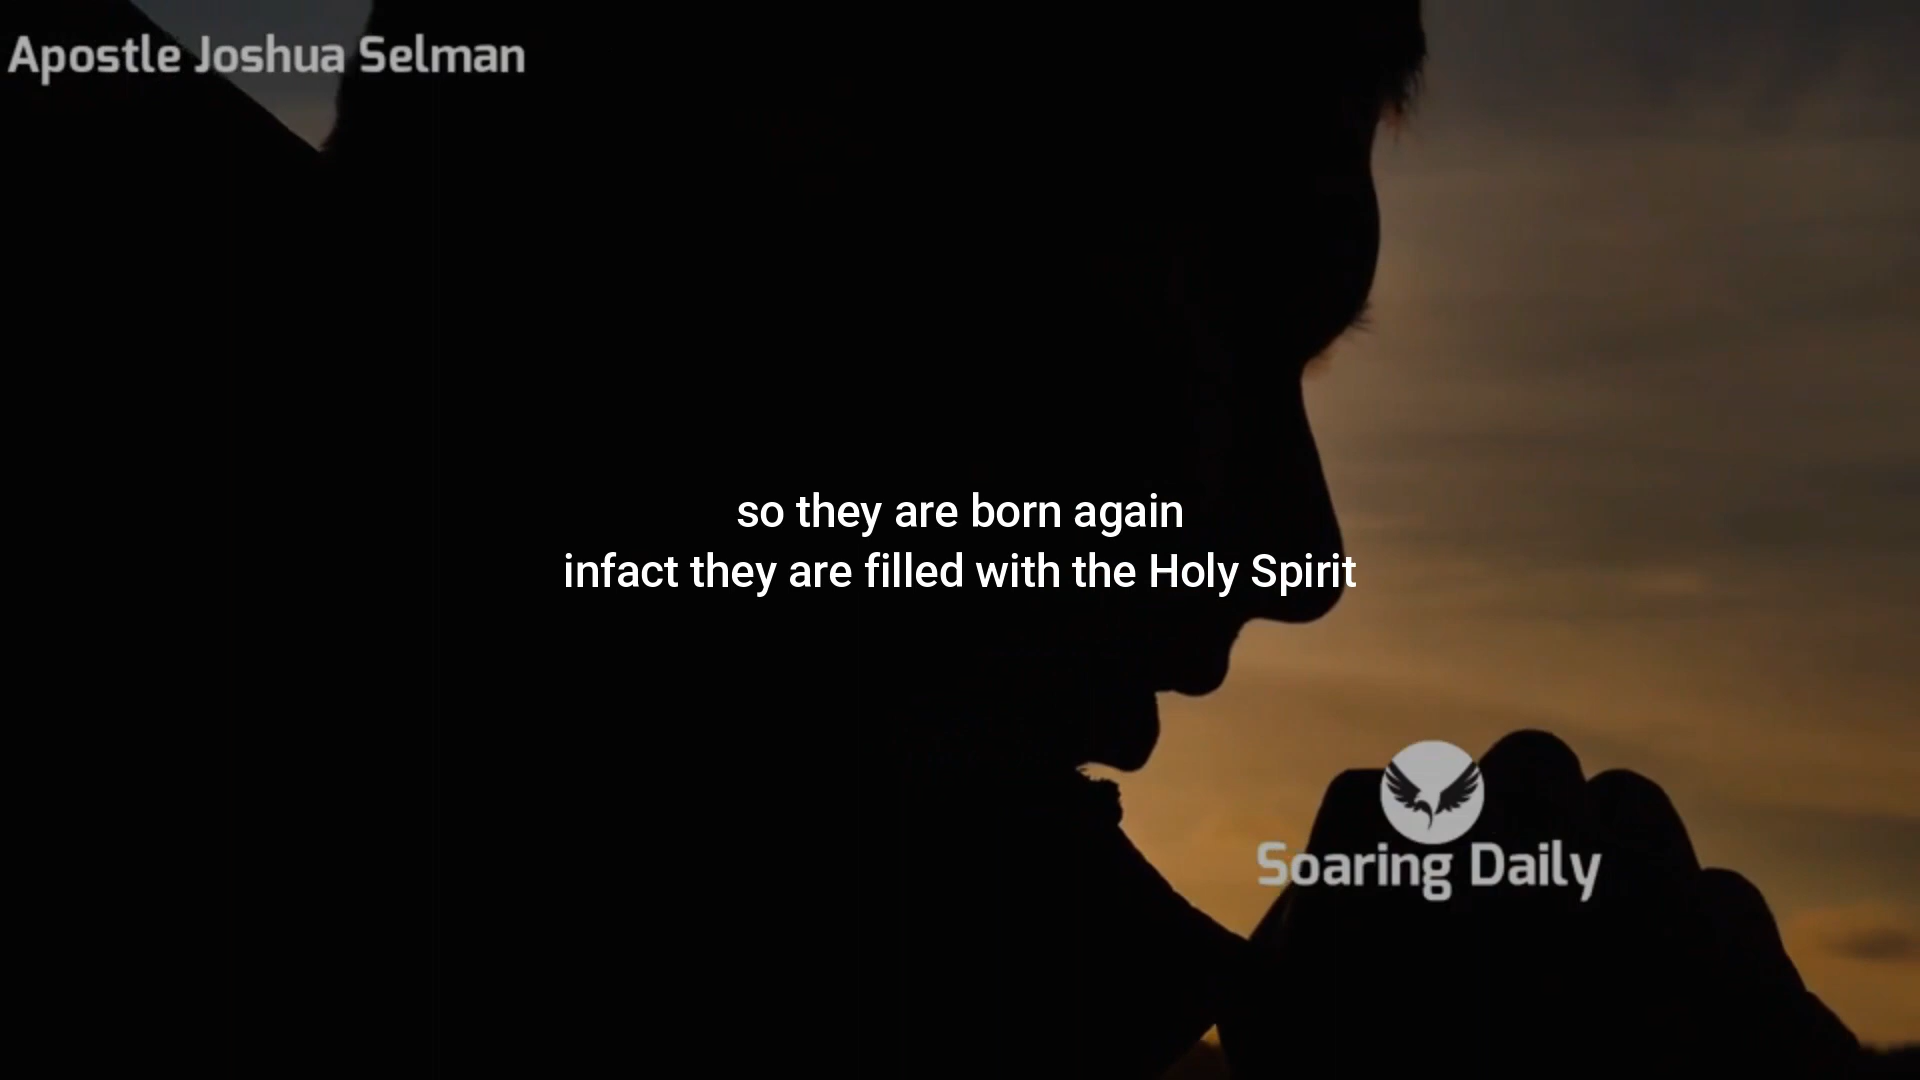 Apostle Joshua Selman
so they are born again
infact they are filled with the Holy Spirit
Soaring Daily